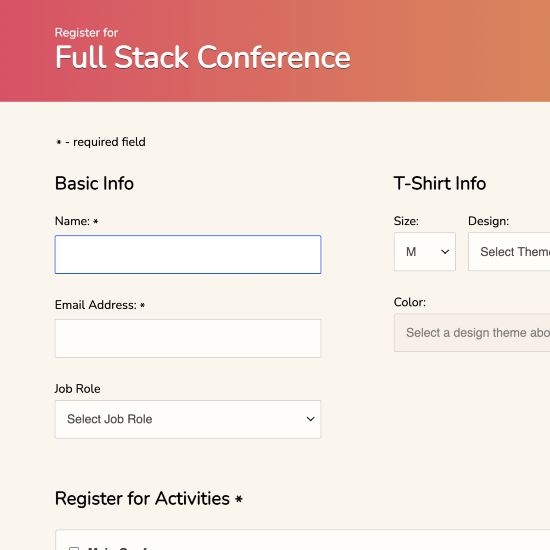 Register for
Full Stack Conference
* - required field
Basic Info
Name: *
Email Address: *
Job Role
Select Job Role
T-Shirt Info
Size:
Design:
M
Select Theme
Color:
Select a design theme abo
Register for Activities *